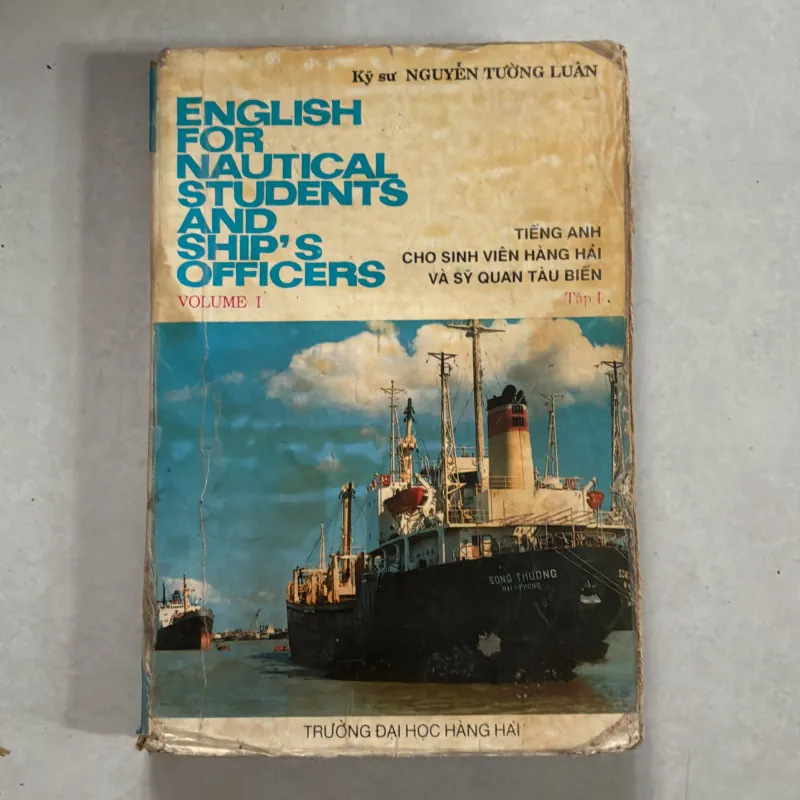 Kỹ sư NGUYỄN TƯỜNG LUÂN
ENGLISH
FOR
NAUTICAL
STUDENTS
AND
SHIP'S
OFFICERS
VOLUME I
TIẾNG ANH
CHO SINH VIÊN HÀNG HẢI
VÀ SỸ QUAN TÀU BIỂN
Tập I
SONG THUONG
HAI-PHONG
TRƯỜNG ĐẠI HỌC HÀNG HẢI